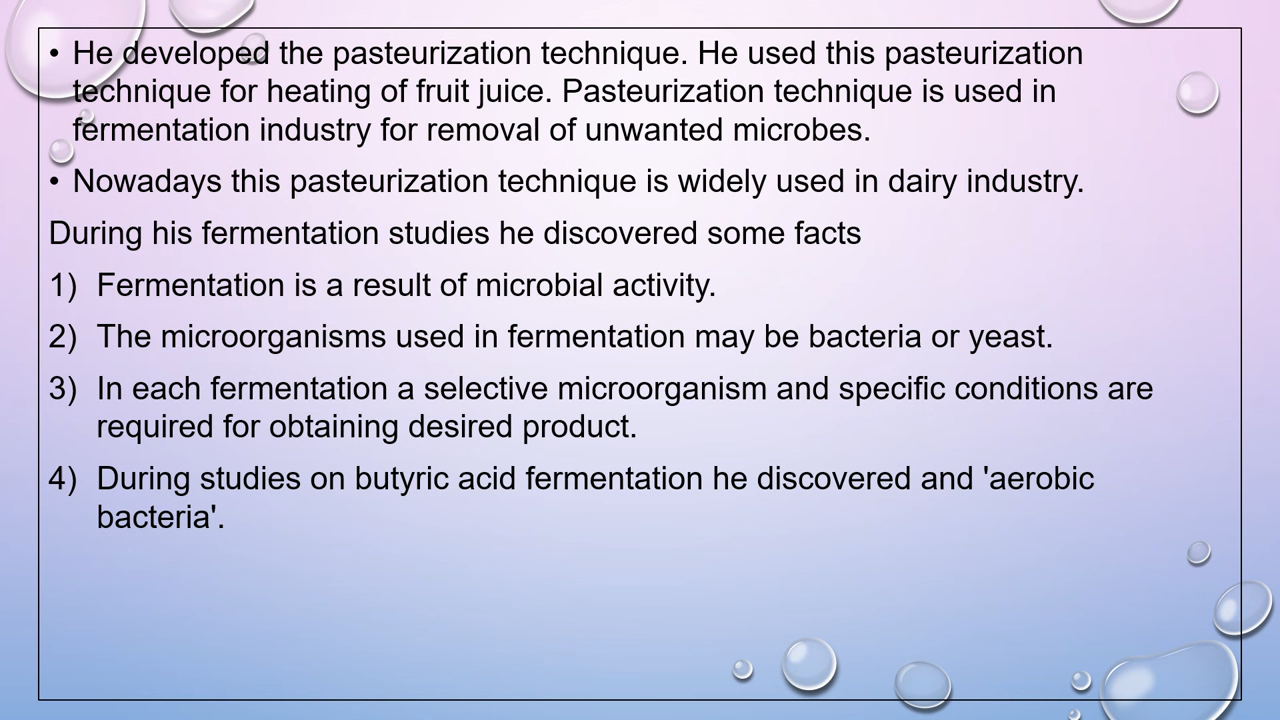 • He developed the pasteurization technique. He used this pasteurization
technique for heating of fruit juice. Pasteurization technique is used in
fermentation industry for removal of unwanted microbes.
• Nowadays this pasteurization technique is widely used in dairy industry.
During his fermentation studies he discovered some facts
1) Fermentation is a result of microbial activity.
2) The microorganisms used in fermentation may be bacteria or yeast.
3) In each fermentation a selective microorganism and specific conditions are
required for obtaining desired product.
4) During studies on butyric acid fermentation he discovered and 'aerobic
bacteria'.